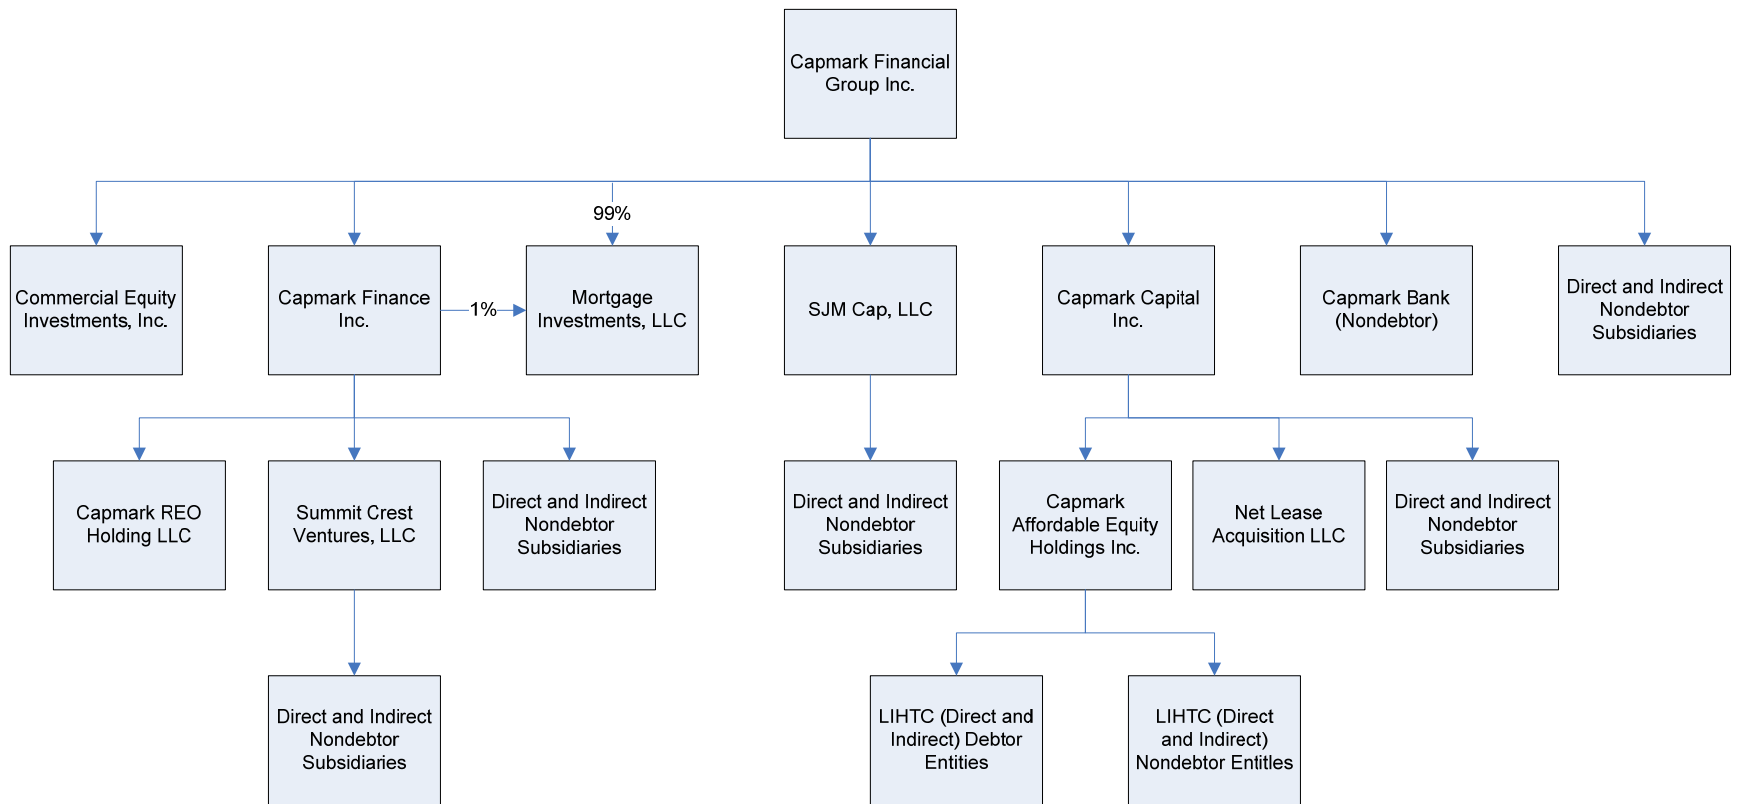 Capmark Financial
Group Inc.
99%
Commercial Equity
Investments, Inc.
Capmark Finance
Inc.
1%
Mortgage
Investments, LLC
SJM Cap, LLC
Capmark Capital
Inc.
Capmark Bank
(Nondebtor)
Direct and Indirect
Nondebtor
Subsidiaries
Capmark REO
Holding LLC
Summit Crest
Ventures, LLC
Direct and Indirect
Nondebtor
Subsidiaries
Direct and Indirect
Nondebtor
Subsidiaries
Capmark
Affordable Equity
Holdings Inc.
Net Lease
Acquisition LLC
Direct and Indirect
Nondebtor
Subsidiaries
Direct and Indirect
Nondebtor
Subsidiaries
LIHTC (Direct and
Indirect) Debtor
Entities
LIHTC (Direct
and Indirect)
Nondebtor Entitles